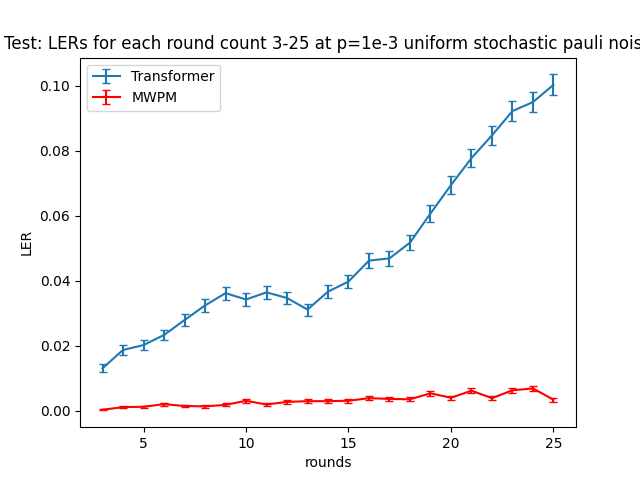 Test: LERs for each round count 3-25 at p=1e-3 uniform stochastic pauli nois
Transformer
MWPM
0.10
0.08
0.06
0.04
0.02
0.00
LER
5 10 15 20 25
rounds